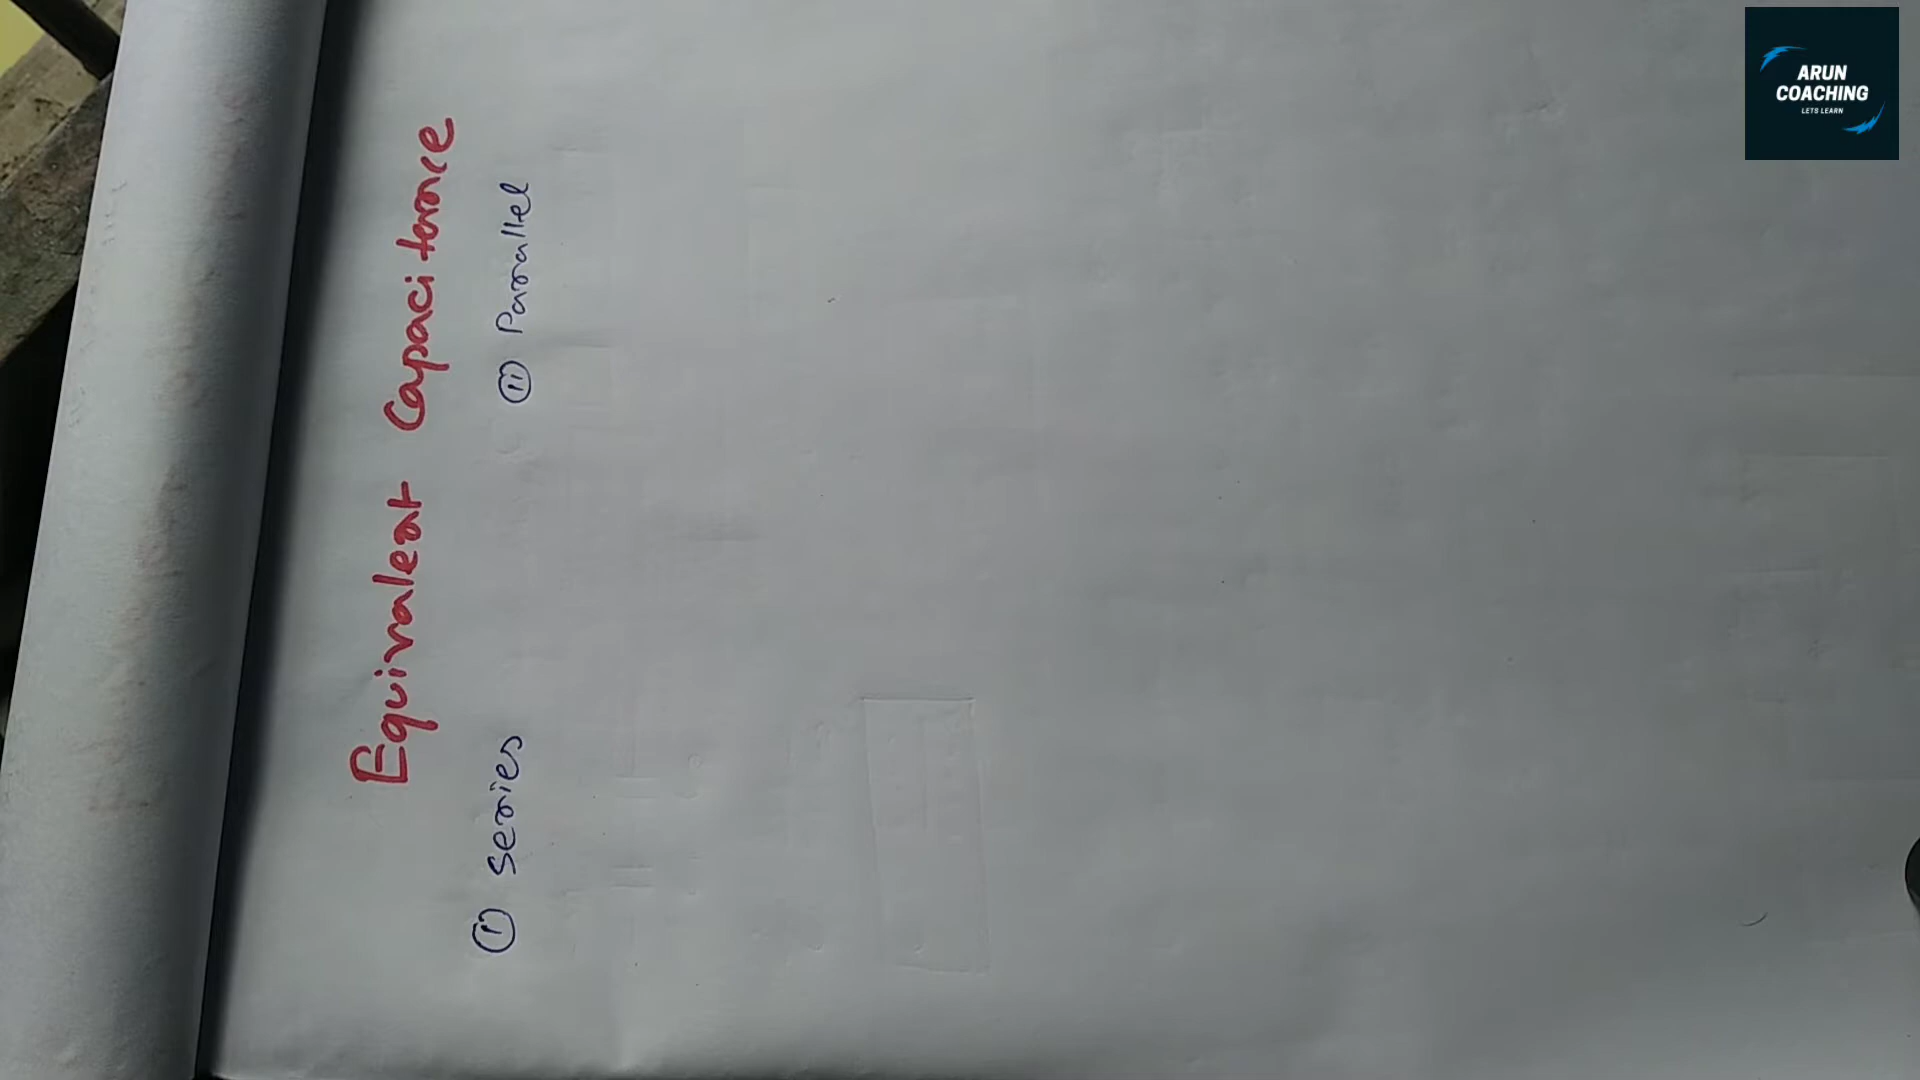 Equivalent Capacitance
(i) Series (ii) Parallel
ARUN
COACHING
LETS LEARN